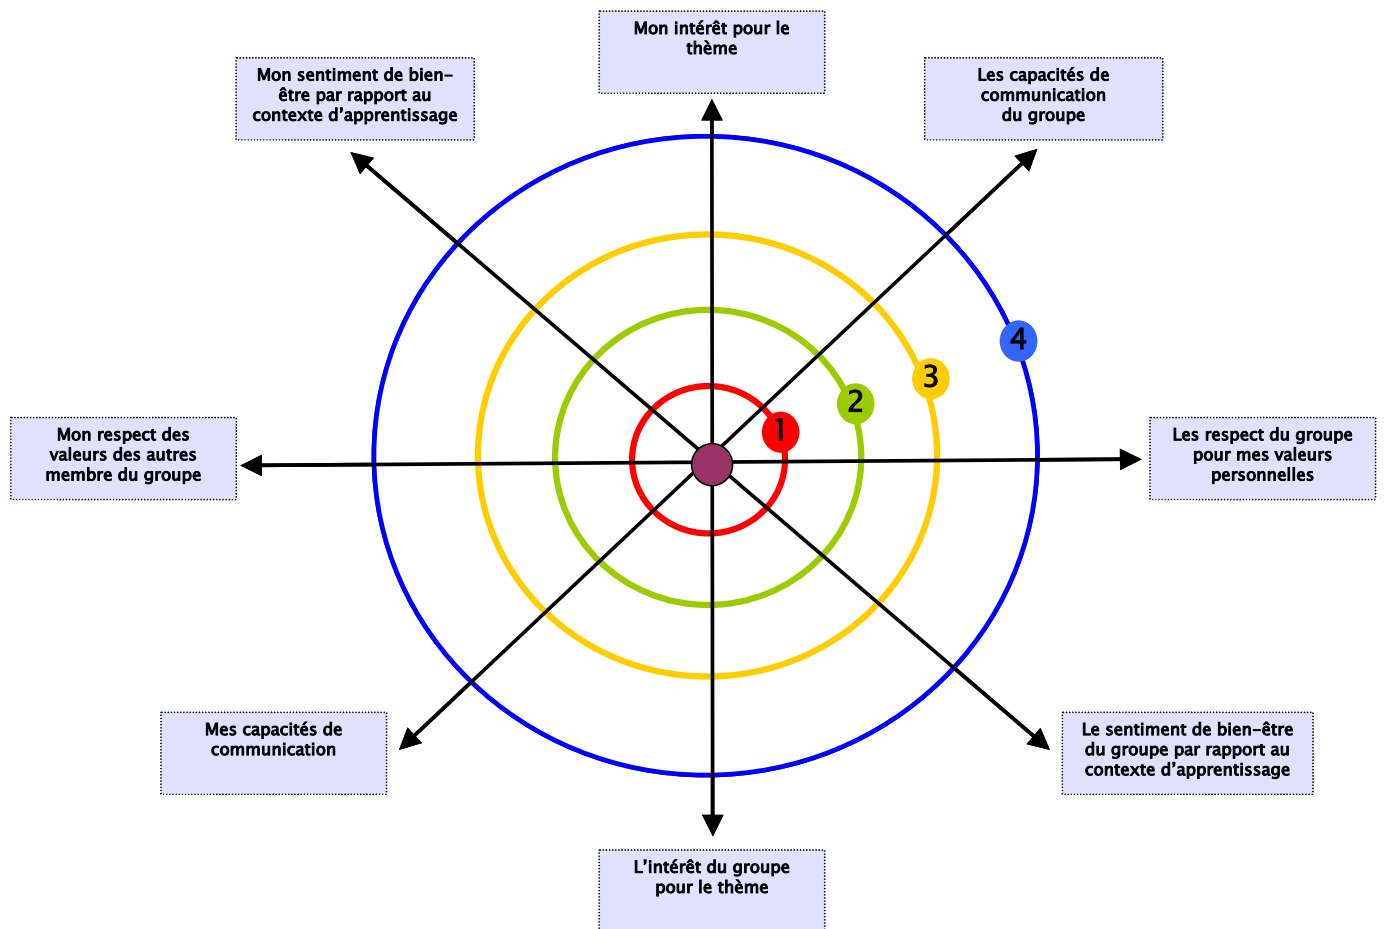 Mon intérêt pour le
thème
Mon sentiment de bien-
être par rapport au
contexte d'apprentissage
Les capacités de
communication
du groupe
4
3
2
1
Mon respect des
valeurs des autres
membre du groupe
Les respect du groupe
pour mes valeurs
personnelles
Mes capacités de
communication
Le sentiment de bien-être
du groupe par rapport au
contexte d'apprentissage
L'intérêt du groupe
pour le thème